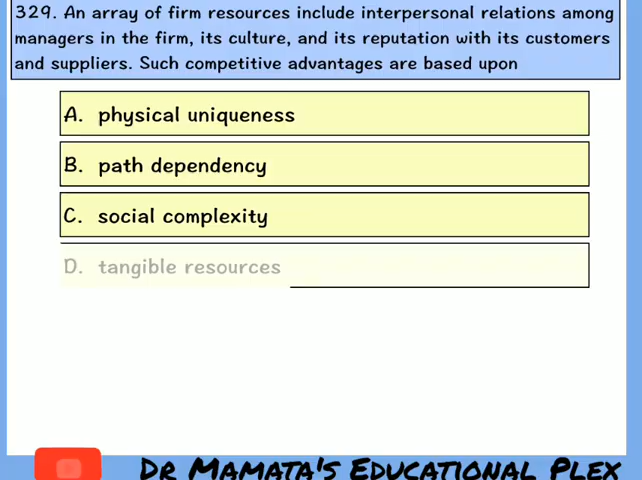 329. An array of firm resources include interpersonal relations among
managers in the firm, its culture, and its reputation with its customers
and suppliers. Such competitive advantages are based upon
A. physical uniqueness
B. path dependency
C. social complexity
D. tangible resources
Dr Mamata's Educational Plex